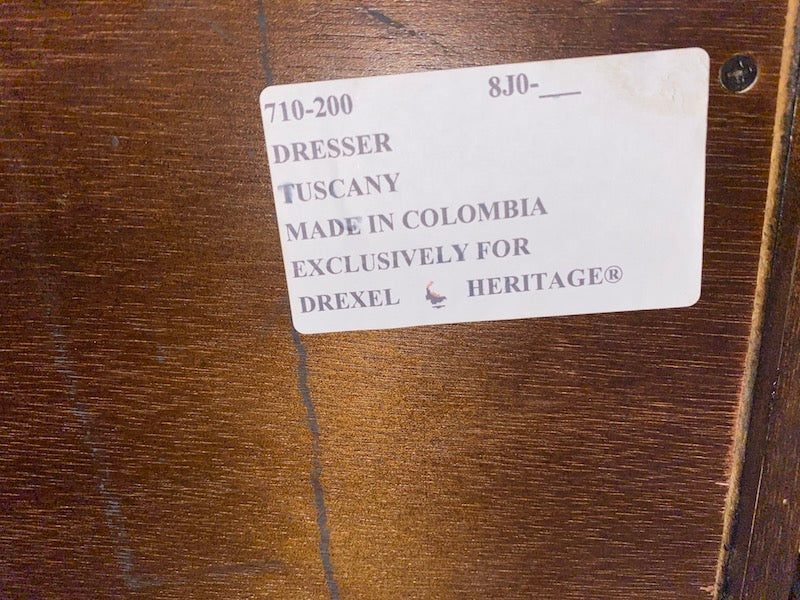 710-200 8J0-___
DRESSER
TUSCANY
MADE IN COLOMBIA
EXCLUSIVELY FOR
DREXEL HERITAGE®